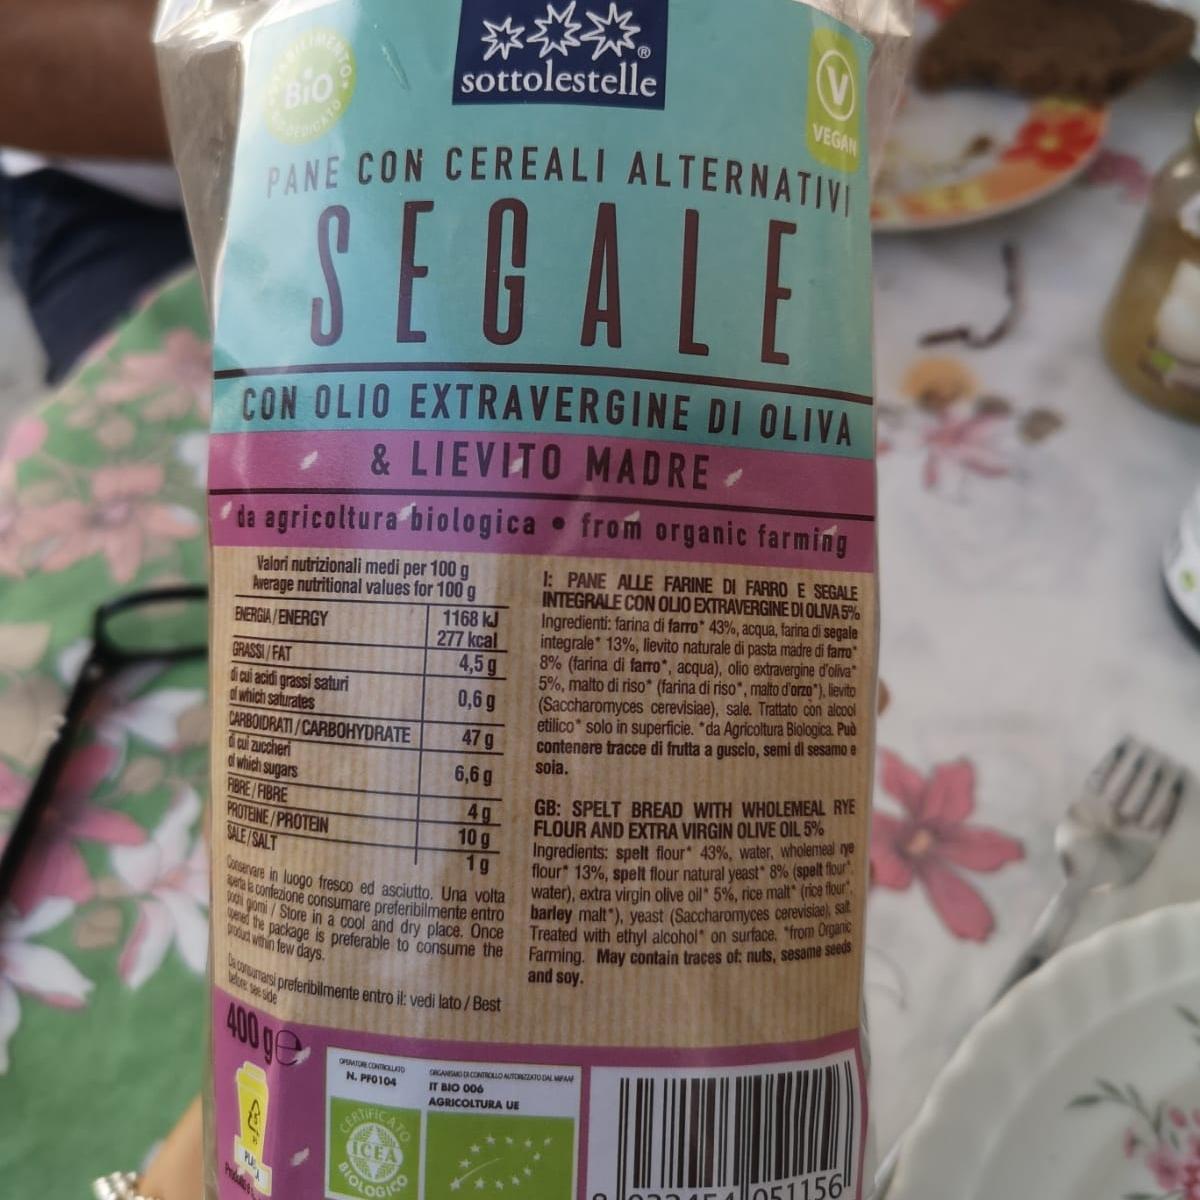 sottolestelle
BIO
VEGAN
PANE CON CEREALI ALTERNATIVI
SEGALE
CON OLIO EXTRAVERGINE DI OLIVA
& LIEVITO MADRE
da agricoltura biologica • from organic farming
Valori nutrizionali medi per 100 g
Average nutritional values for 100 g
ENERGIA/ENERGY 1168 kJ
277 kcal
GRASSI/FAT 4,5 g
di cui acidi grassi saturi
of which saturates 0,6 g
CARBOIDRATI/CARBOHYDRATE 47 g
di cui zuccheri
of which sugars 6,6 g
FIBRE/FIBRE 4 g
PROTEINE/PROTEIN 10 g
SALE/SALT 1 g
Conservare in luogo fresco ed asciutto. Una volta
aperta la confezione consumare preferibilmente entro
pochi giorni / Store in a cool and dry place. Once
opened the package is preferable to consume the
product within few days.
Da consumarsi preferibilmente entro il: vedi lato / Best
before: see side
400 g e
I: PANE ALLE FARINE DI FARRO E SEGALE
INTEGRALE CON OLIO EXTRAVERGINE DI OLIVA 5%
Ingredienti: farina di farro* 43%, acqua, farina di segale
integrale* 13%, lievito naturale di pasta madre di farro*
8% (farina di farro*, acqua), olio extravergine d'oliva*
5%, malto di riso* (farina di riso*, malto d'orzo*), lievito
(Saccharomyces cerevisiae), sale. Trattato con alcool
etilico* solo in superficie. *da Agricoltura Biologica. Può
contenere tracce di frutta a guscio, semi di sesamo e
soia.
GB: SPELT BREAD WITH WHOLEMEAL RYE
FLOUR AND EXTRA VIRGIN OLIVE OIL 5%
Ingredients: spelt flour* 43%, water, wholemeal rye
flour* 13%, spelt flour natural yeast* 8% (spelt flour*,
water), extra virgin olive oil* 5%, rice malt* (rice flour*,
barley malt*), yeast (Saccharomyces cerevisiae), salt.
Treated with ethyl alcohol* on surface. *from Organic
Farming. May contain traces of: nuts, sesame seeds
and soy.
OPERATORE CONTROLLATO
N. PF0104
ORGANISMO DI CONTROLLO AUTORIZZATO DAL MIPAAF
IT BIO 006
AGRICOLTURA UE
CERTIFICATO
ICEA
BIOLOGICO
051156